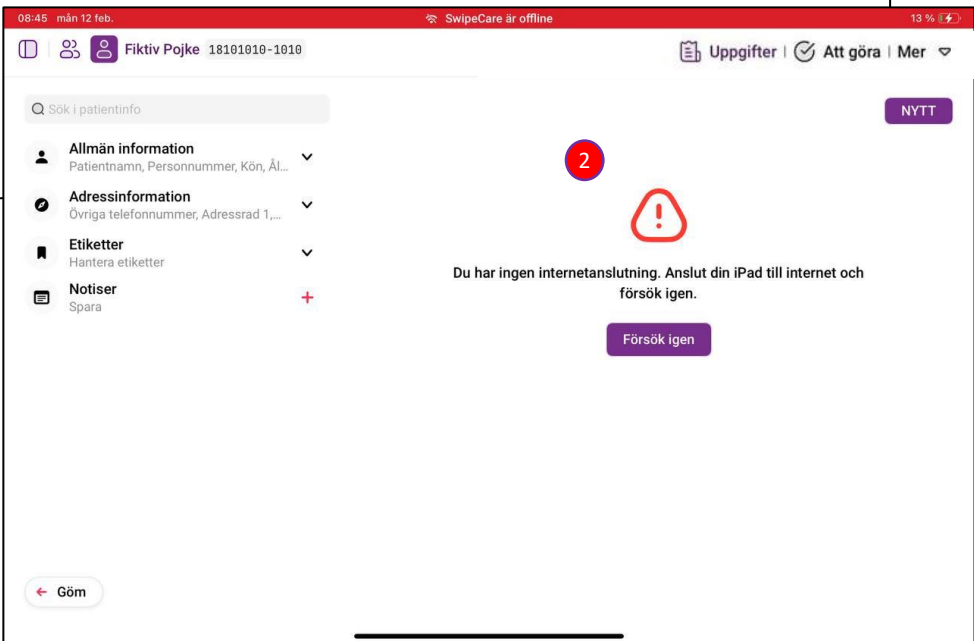 08:45 mån 12 feb.
SwipeCare är offline
13 %
Fiktiv Pojke 18101010-1010
Uppgifter
Att göra
Mer
Sök i patientinfo
NYTT
Allmän information
Patientnamn, Personnummer, Kön, Ål...
Adressinformation
Övriga telefonnummer, Adressrad 1,...
Etiketter
Hantera etiketter
Notiser
Spara
2
Du har ingen internetanslutning. Anslut din iPad till internet och
försök igen.
Försök igen
Göm